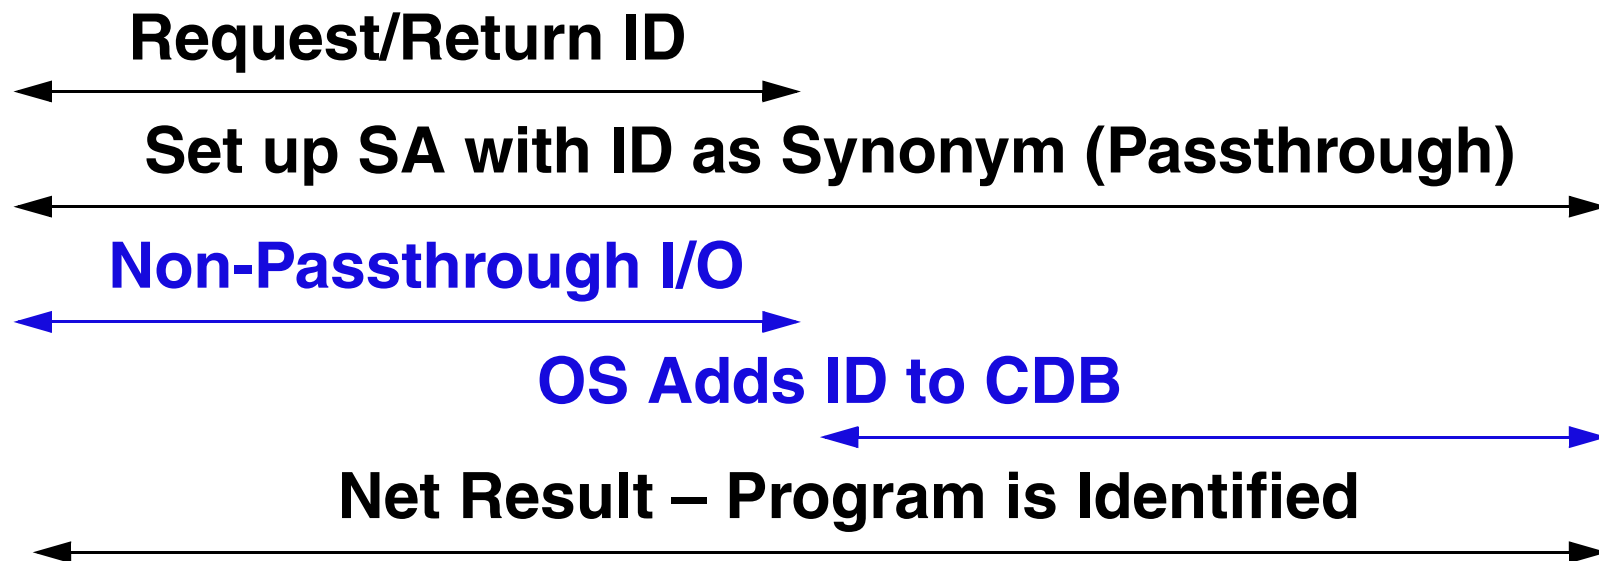 Request/Return ID
Set up SA with ID as Synonym (Passthrough)
Non-Passthrough I/O
OS Adds ID to CDB
Net Result – Program is Identified